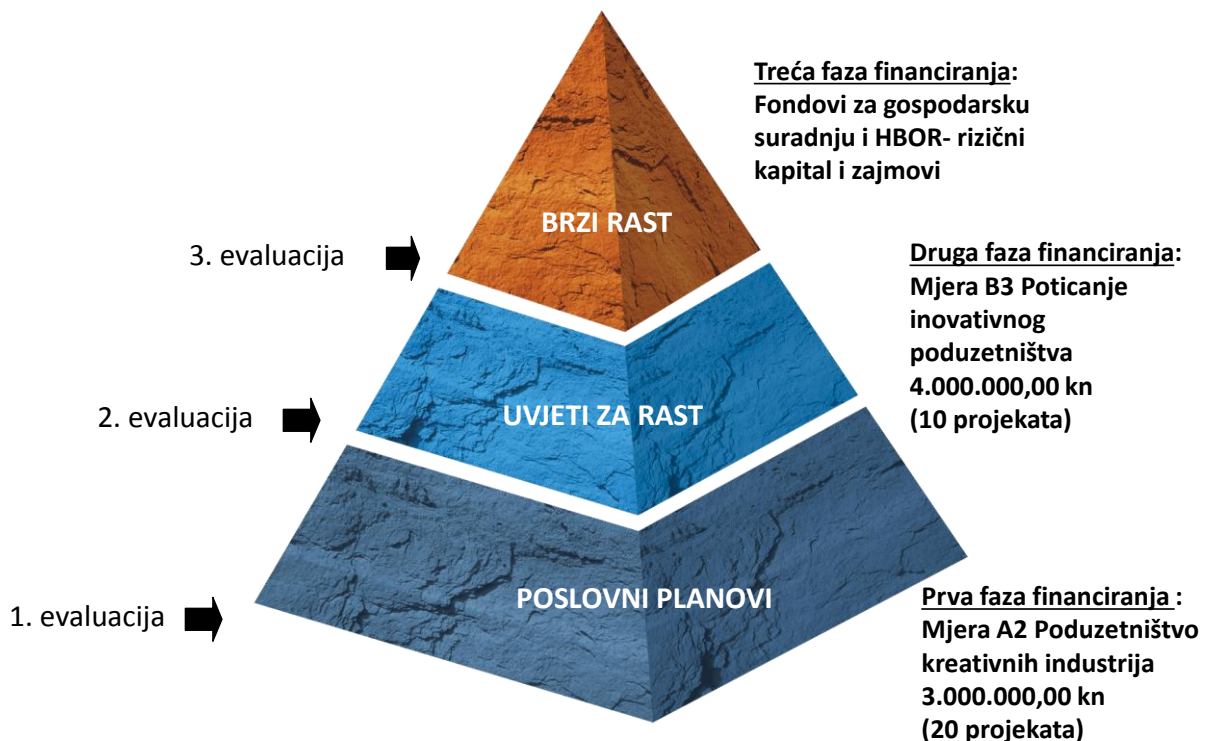 Treća faza financiranja:
Fondovi za gospodarsku
suradnju i HBOR- rizični
kapital i zajmovi
BRZI RAST
3. evaluacija
Druga faza financiranja:
Mjera B3 Poticanje
inovativnog
poduzetništva
4.000.000,00 kn
(10 projekata)
UVJETI ZA RAST
2. evaluacija
POSLOVNI PLANOVI
1. evaluacija
Prva faza financiranja :
Mjera A2 Poduzetništvo
kreativnih industrija
3.000.000,00 kn
(20 projekata)